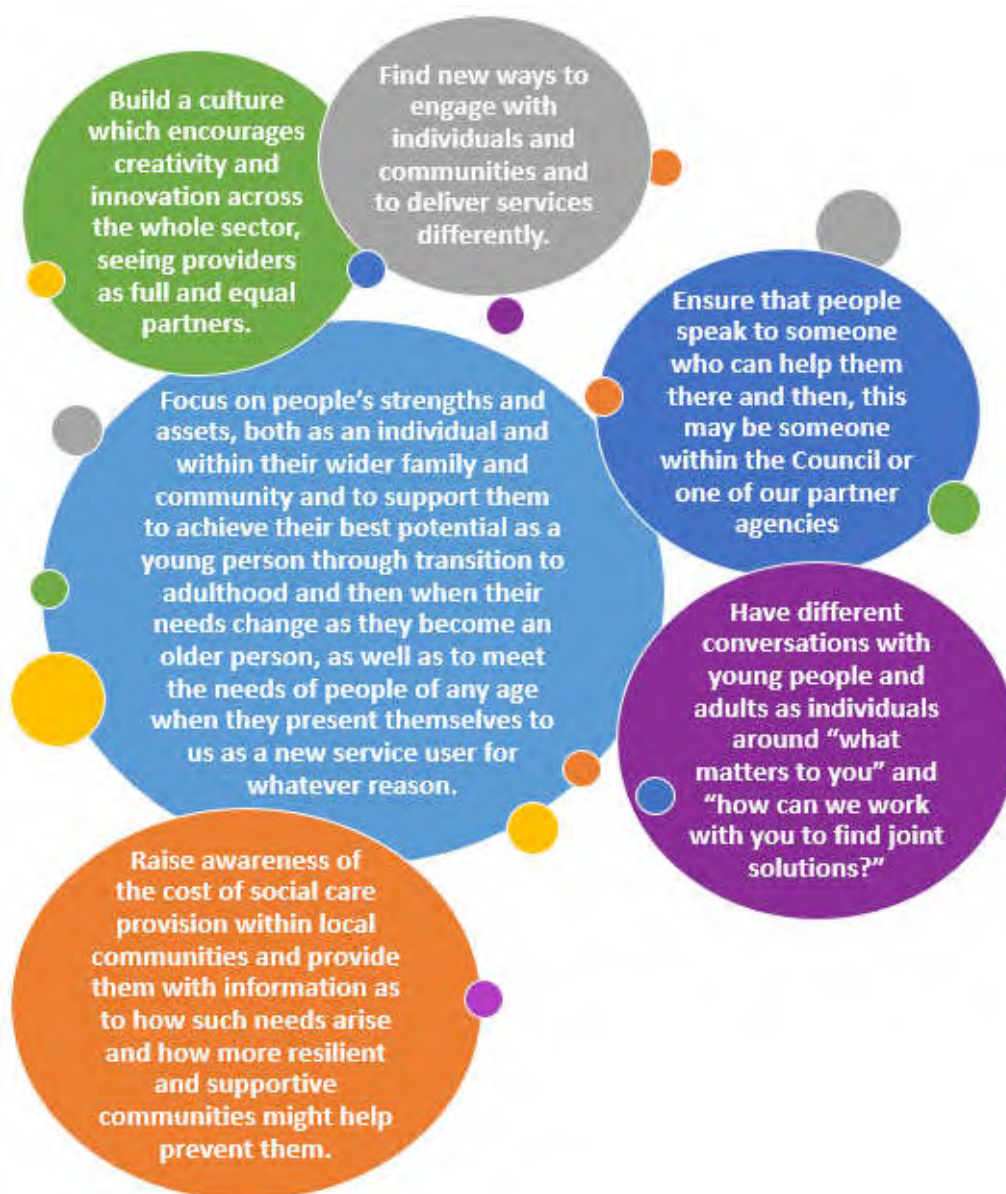 Build a culture
which encourages
creativity and
innovation across
the whole sector,
seeing providers
as full and equal
partners.
Find new ways to
engage with
individuals and
communities and
to deliver services
differently.
Ensure that people
speak to someone
who can help them
there and then, this
may be someone
within the Council or
one of our partner
agencies
Focus on people’s strengths and
assets, both as an individual and
within their wider family and
community and to support them
to achieve their best potential as a
young person through transition to
adulthood and then when their
needs change as they become an
older person, as well as to meet
the needs of people of any age
when they present themselves to
us as a new service user for
whatever reason.
Have different
conversations with
young people and
adults as individuals
around “what
matters to you” and
“how can we work
with you to find joint
solutions?”
Raise awareness of
the cost of social care
provision within local
communities and provide
them with information as
to how such needs arise
and how more resilient
and supportive
communities might help
prevent them.